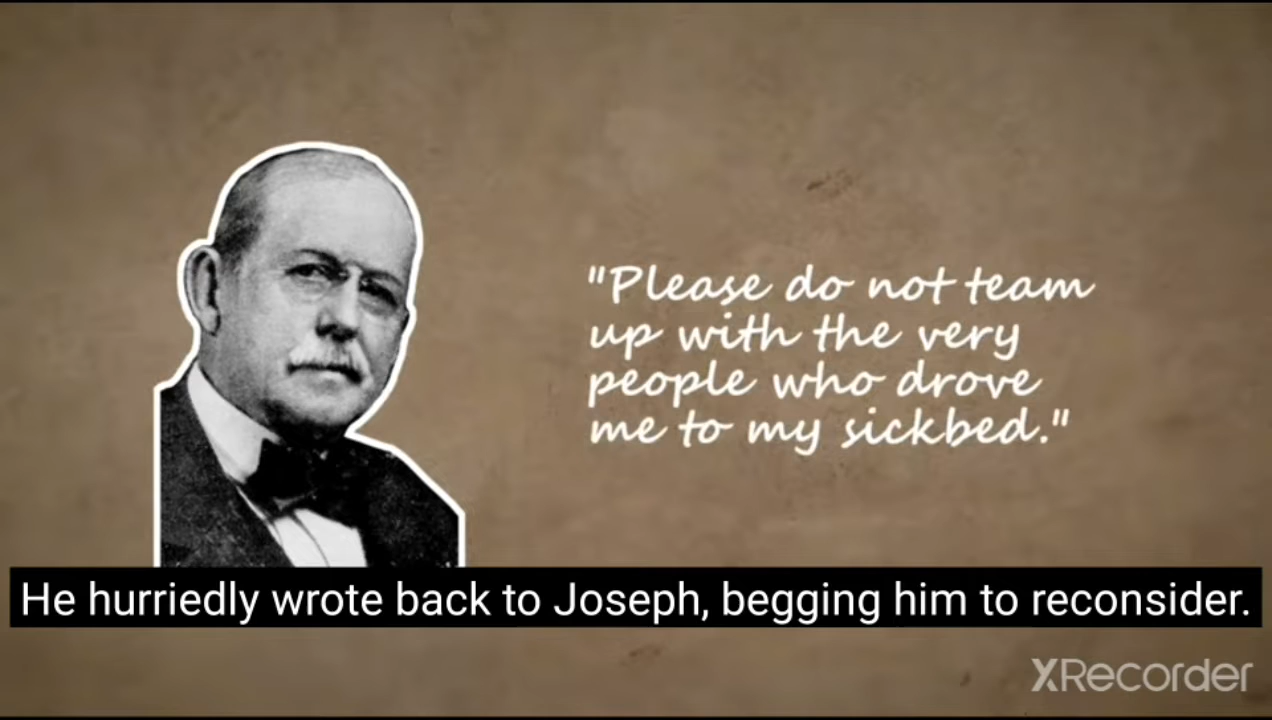 "Please do not team
up with the very
people who drove
me to my sickbed."
He hurriedly wrote back to Joseph, begging him to reconsider.
XRecorder